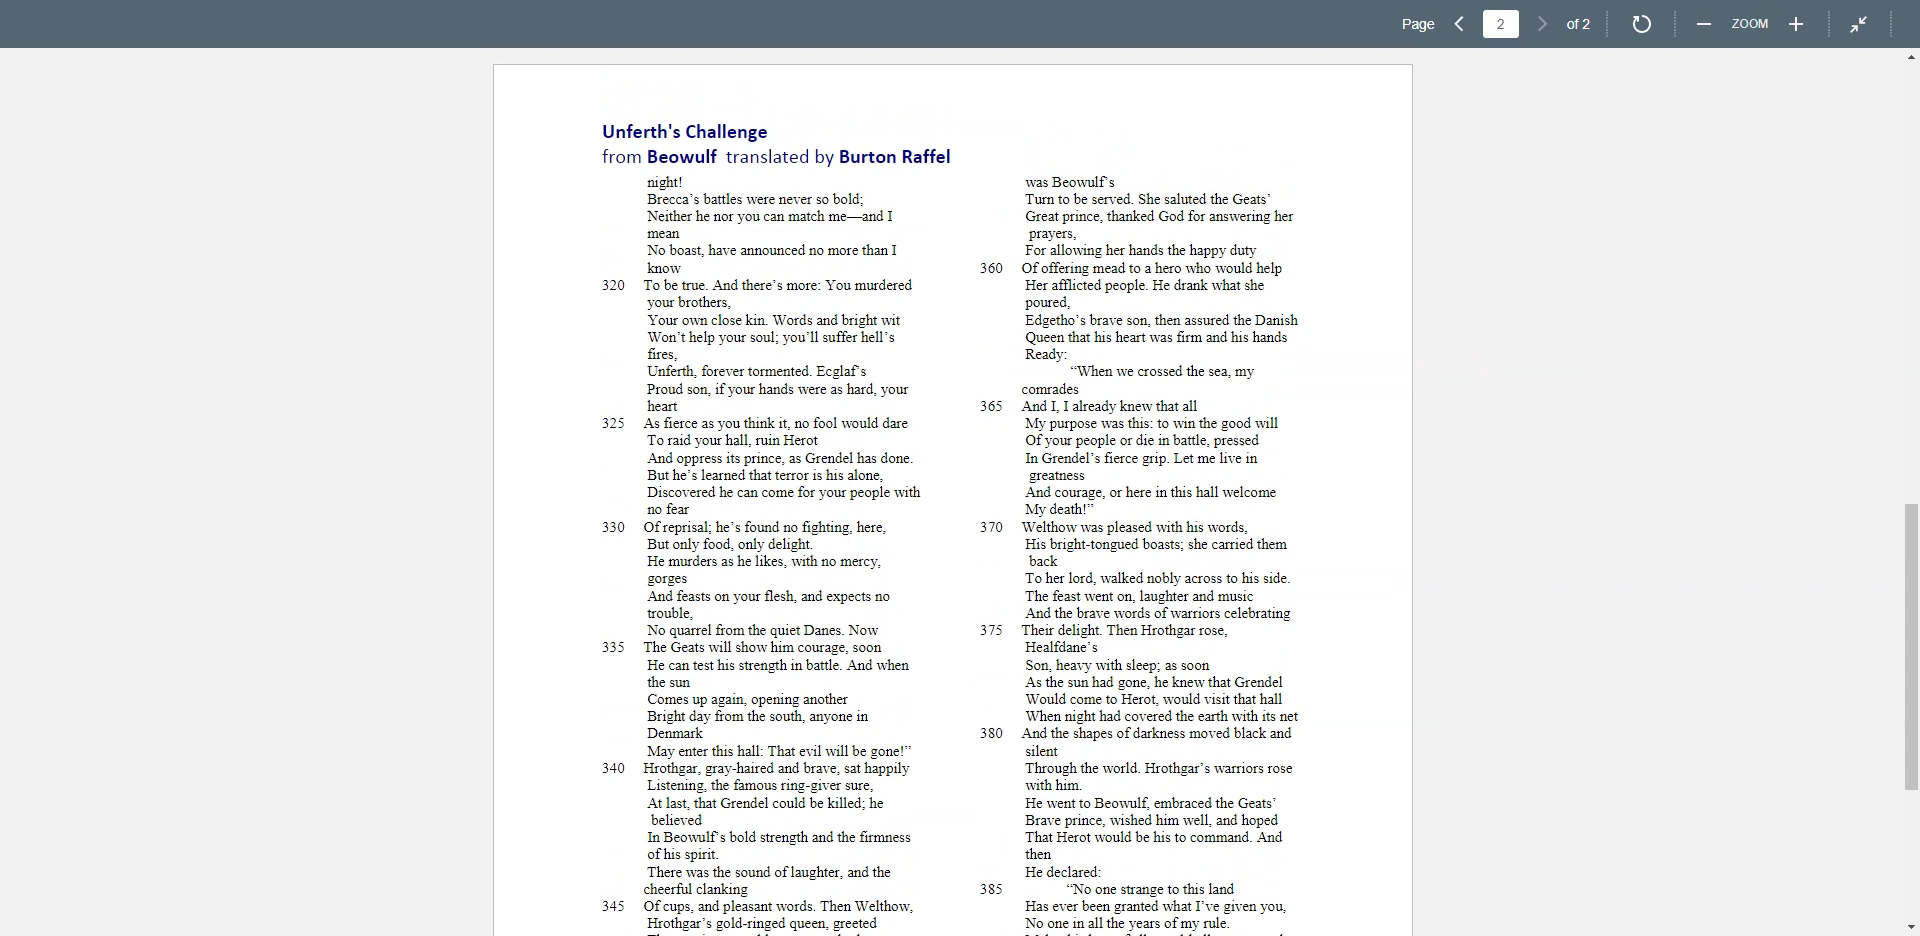 Page 2 of 2 ZOOM
Unferth's Challenge
from Beowulf translated by Burton Raffel
night!
Brecca’s battles were never so bold;
Neither he nor you can match me—and I
mean
No boast, have announced no more than I
know
320 To be true. And there’s more: You murdered
your brothers,
Your own close kin. Words and bright wit
Won’t help your soul; you’ll suffer hell’s
fires,
Unferth, forever tormented. Ecglaf’s
Proud son, if your hands were as hard, your
heart
325 As fierce as you think it, no fool would dare
To raid your hall, ruin Herot
And oppress its prince, as Grendel has done.
But he’s learned that terror is his alone,
Discovered he can come for your people with
no fear
330 Of reprisal; he’s found no fighting, here,
But only food, only delight.
He murders as he likes, with no mercy,
gorges
And feasts on your flesh, and expects no
trouble,
No quarrel from the quiet Danes. Now
335 The Geats will show him courage, soon
He can test his strength in battle. And when
the sun
Comes up again, opening another
Bright day from the south, anyone in
Denmark
May enter this hall: That evil will be gone!”
340 Hrothgar, gray-haired and brave, sat happily
Listening, the famous ring-giver sure,
At last, that Grendel could be killed; he
believed
In Beowulf’s bold strength and the firmness
of his spirit.
There was the sound of laughter, and the
cheerful clanking
345 Of cups, and pleasant words. Then Welthow,
Hrothgar’s gold-ringed queen, greeted
was Beowulf’s
Turn to be served. She saluted the Geats’
Great prince, thanked God for answering her
prayers,
For allowing her hands the happy duty
360 Of offering mead to a hero who would help
Her afflicted people. He drank what she
poured,
Edgetho’s brave son, then assured the Danish
Queen that his heart was firm and his hands
Ready:
“When we crossed the sea, my
comrades
365 And I, I already knew that all
My purpose was this: to win the good will
Of your people or die in battle, pressed
In Grendel’s fierce grip. Let me live in
greatness
And courage, or here in this hall welcome
My death!”
370 Welthow was pleased with his words,
His bright-tongued boasts; she carried them
back
To her lord, walked nobly across to his side.
The feast went on, laughter and music
And the brave words of warriors celebrating
375 Their delight. Then Hrothgar rose,
Healfdane’s
Son, heavy with sleep; as soon
As the sun had gone, he knew that Grendel
Would come to Herot, would visit that hall
When night had covered the earth with its net
380 And the shapes of darkness moved black and
silent
Through the world. Hrothgar’s warriors rose
with him.
He went to Beowulf, embraced the Geats’
Brave prince, wished him well, and hoped
That Herot would be his to command. And
then
He declared:
385 “No one strange to this land
Has ever been granted what I’ve given you,
No one in all the years of my rule.